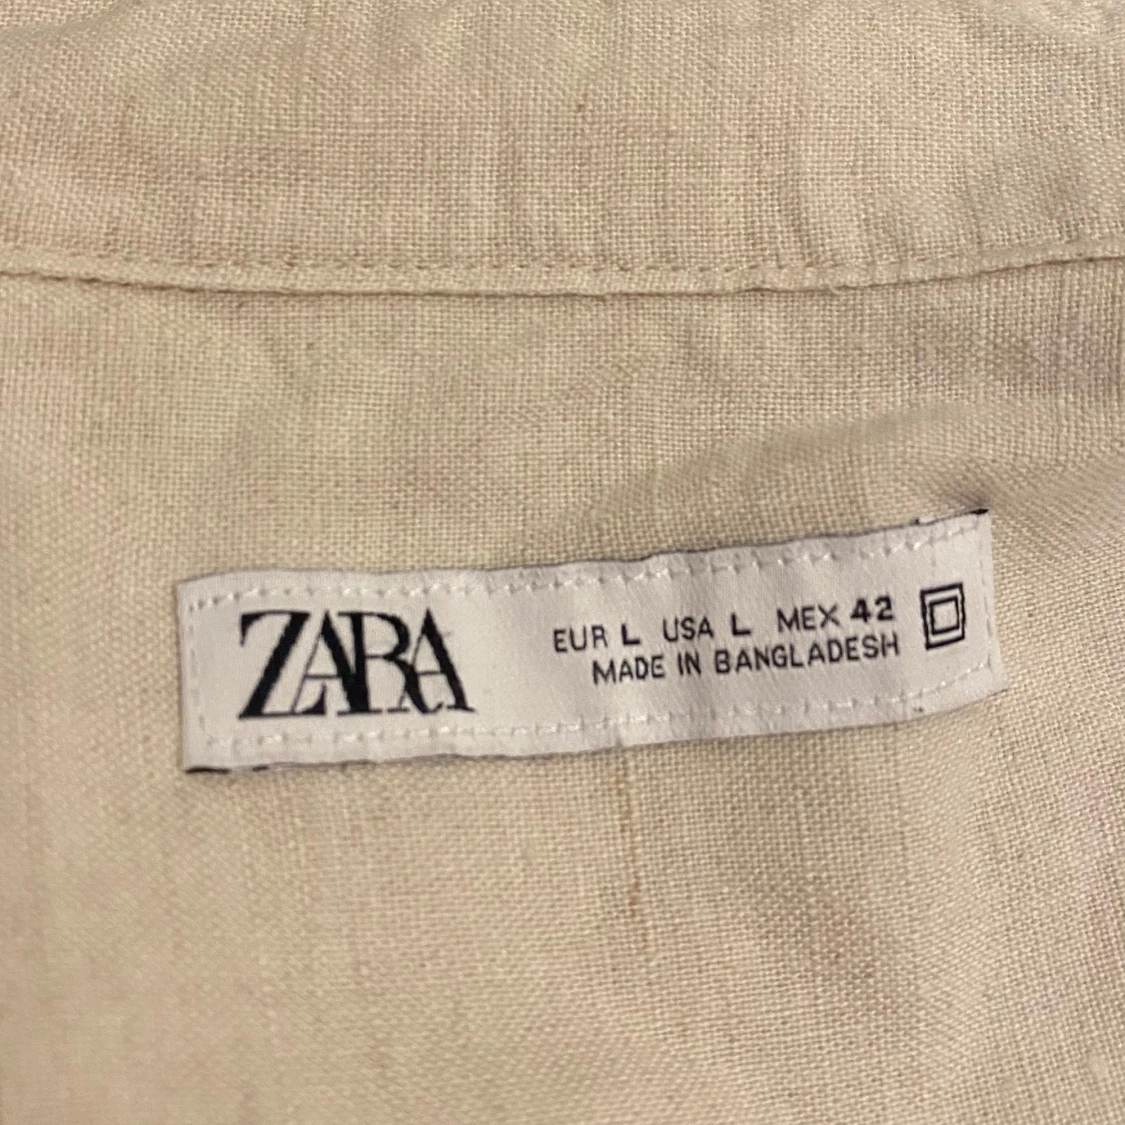 ZARA
EUR L USA L MEX 42
MADE IN BANGLADESH